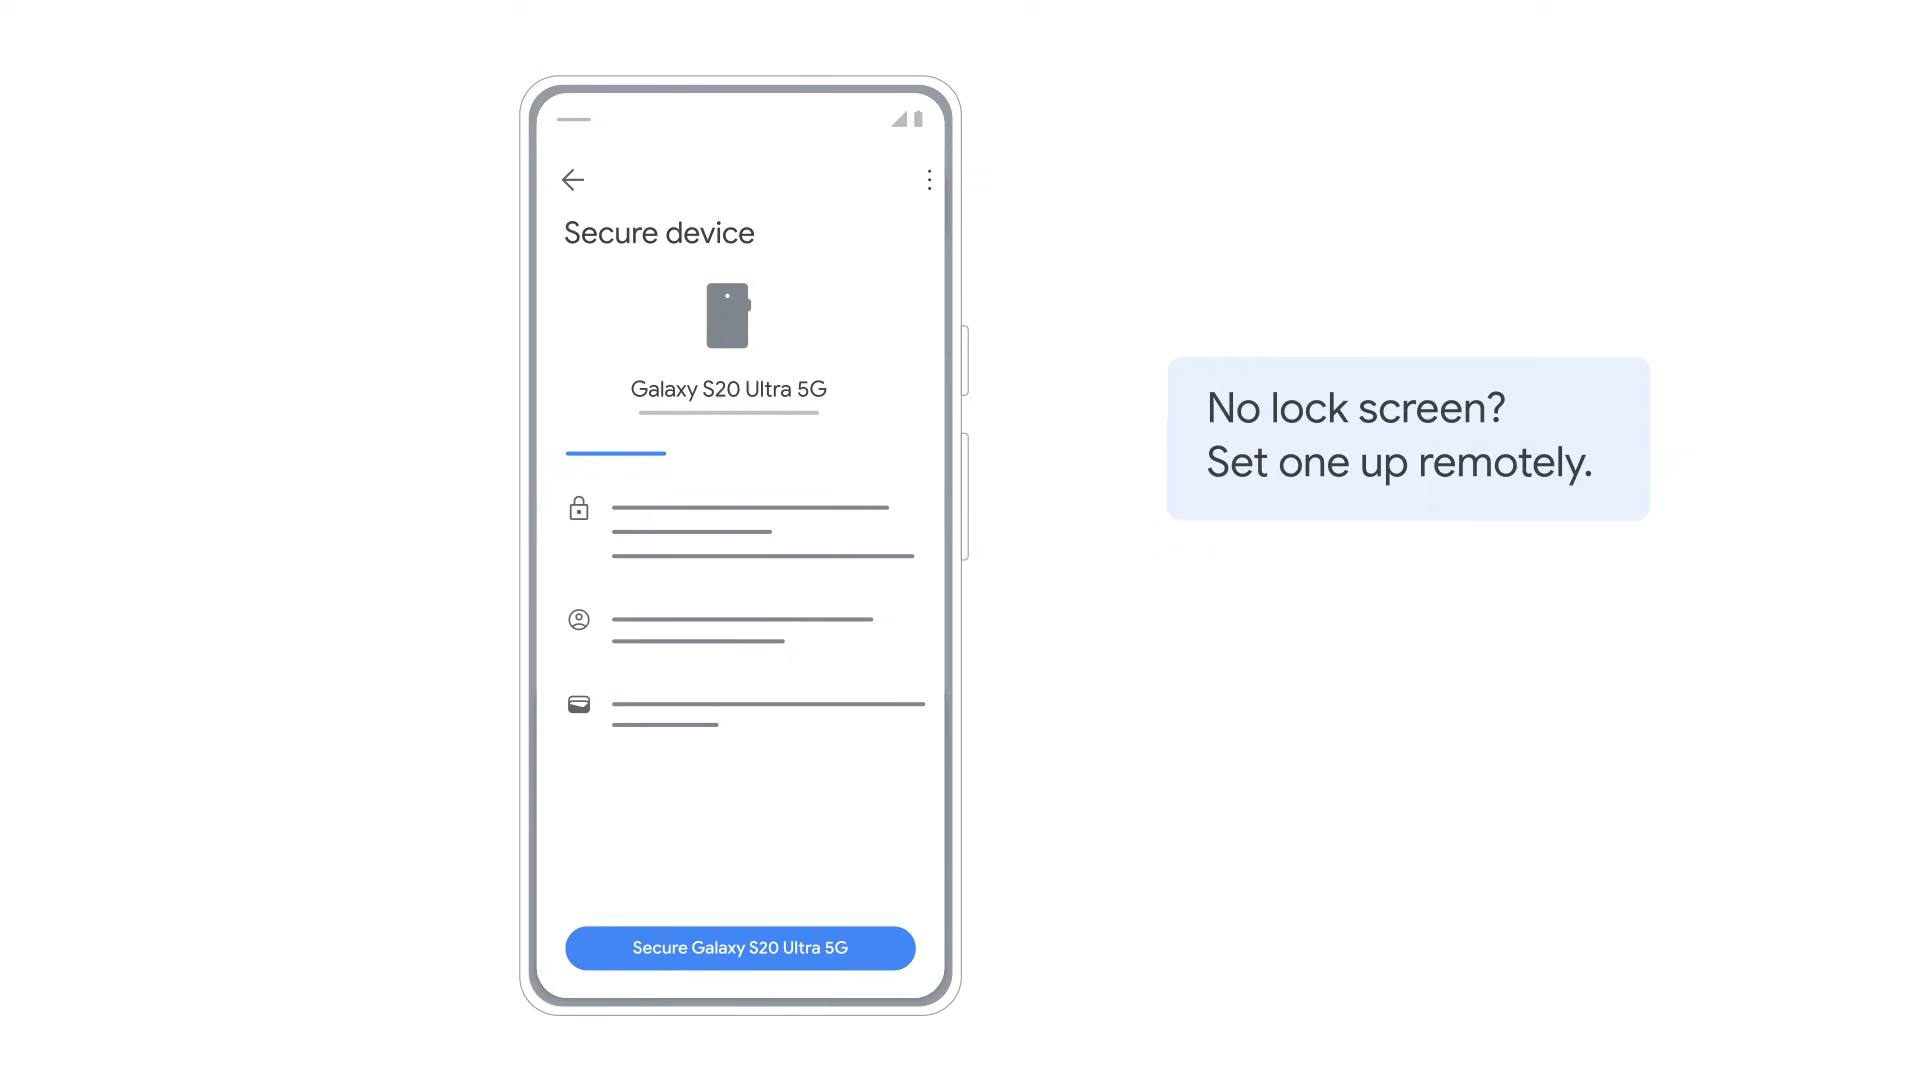 Secure device
Galaxy S20 Ultra 5G
Secure Galaxy S20 Ultra 5G
No lock screen?
Set one up remotely.